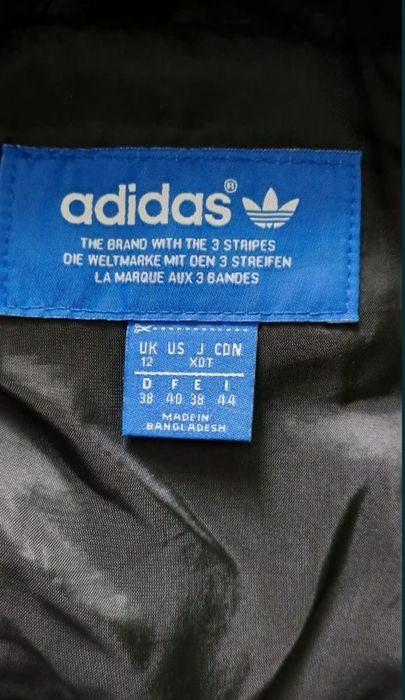 adidas®
THE BRAND WITH THE 3 STRIPES
DIE WELTMARKE MIT DEN 3 STREIFEN
LA MARQUE AUX 3 BANDES
UK US J CDN
12 XOT
D F E I
38 40 38 44
MADE IN
BANGLADESH